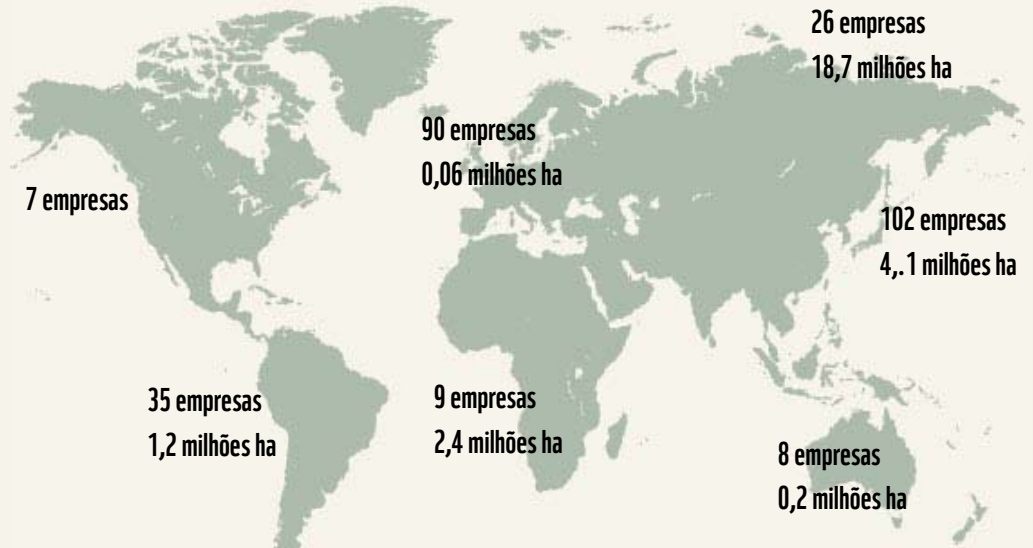 26 empresas
18,7 milhões ha
90 empresas
0,06 milhões ha
7 empresas
102 empresas
4,.1 milhões ha
35 empresas
1,2 milhões ha
9 empresas
2,4 milhões ha
8 empresas
0,2 milhões ha